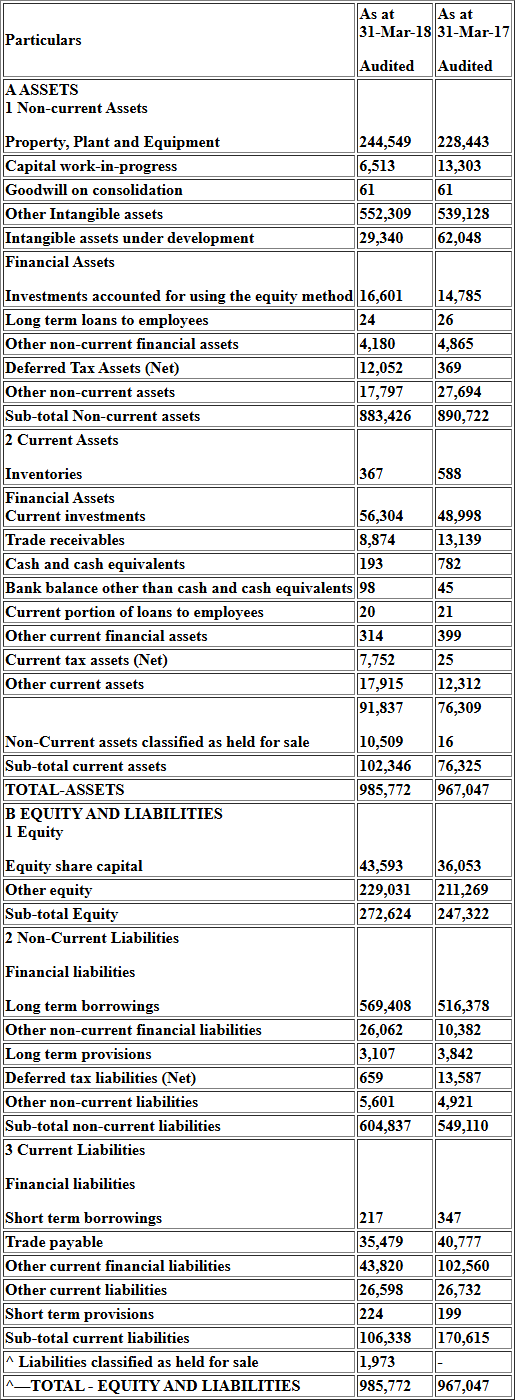 Particulars As at As at
31-Mar-18 31-Mar-17
Audited Audited
A ASSETS
1 Non-current Assets
Property, Plant and Equipment 244,549 228,443
Capital work-in-progress 6,513 13,303
Goodwill on consolidation 61 61
Other Intangible assets 552,309 539,128
Intangible assets under development 29,340 62,048
Financial Assets
Investments accounted for using the equity method 16,601 14,785
Long term loans to employees 24 26
Other non-current financial assets 4,180 4,865
Deferred Tax Assets (Net) 12,052 369
Other non-current assets 17,797 27,694
Sub-total Non-current assets 883,426 890,722
2 Current Assets
Inventories 367 588
Financial Assets
Current investments 56,304 48,998
Trade receivables 8,874 13,139
Cash and cash equivalents 193 782
Bank balance other than cash and cash equivalents 98 45
Current portion of loans to employees 20 21
Other current financial assets 314 399
Current tax assets (Net) 7,752 25
Other current assets 17,915 12,312
91,837 76,309
Non-Current assets classified as held for sale 10,509 16
Sub-total current assets 102,346 76,325
TOTAL-ASSETS 985,772 967,047
B EQUITY AND LIABILITIES
1 Equity
Equity share capital 43,593 36,053
Other equity 229,031 211,269
Sub-total Equity 272,624 247,322
2 Non-Current Liabilities
Financial liabilities
Long term borrowings 569,408 516,378
Other non-current financial liabilities 26,062 10,382
Long term provisions 3,107 3,842
Deferred tax liabilities (Net) 659 13,587
Other non-current liabilities 5,601 4,921
Sub-total non-current liabilities 604,837 549,110
3 Current Liabilities
Financial liabilities
Short term borrowings 217 347
Trade payable 35,479 40,777
Other current financial liabilities 43,820 102,560
Other current liabilities 26,598 26,732
Short term provisions 224 199
Sub-total current liabilities 106,338 170,615
^ Liabilities classified as held for sale 1,973 -
^—TOTAL - EQUITY AND LIABILITIES 985,772 967,047